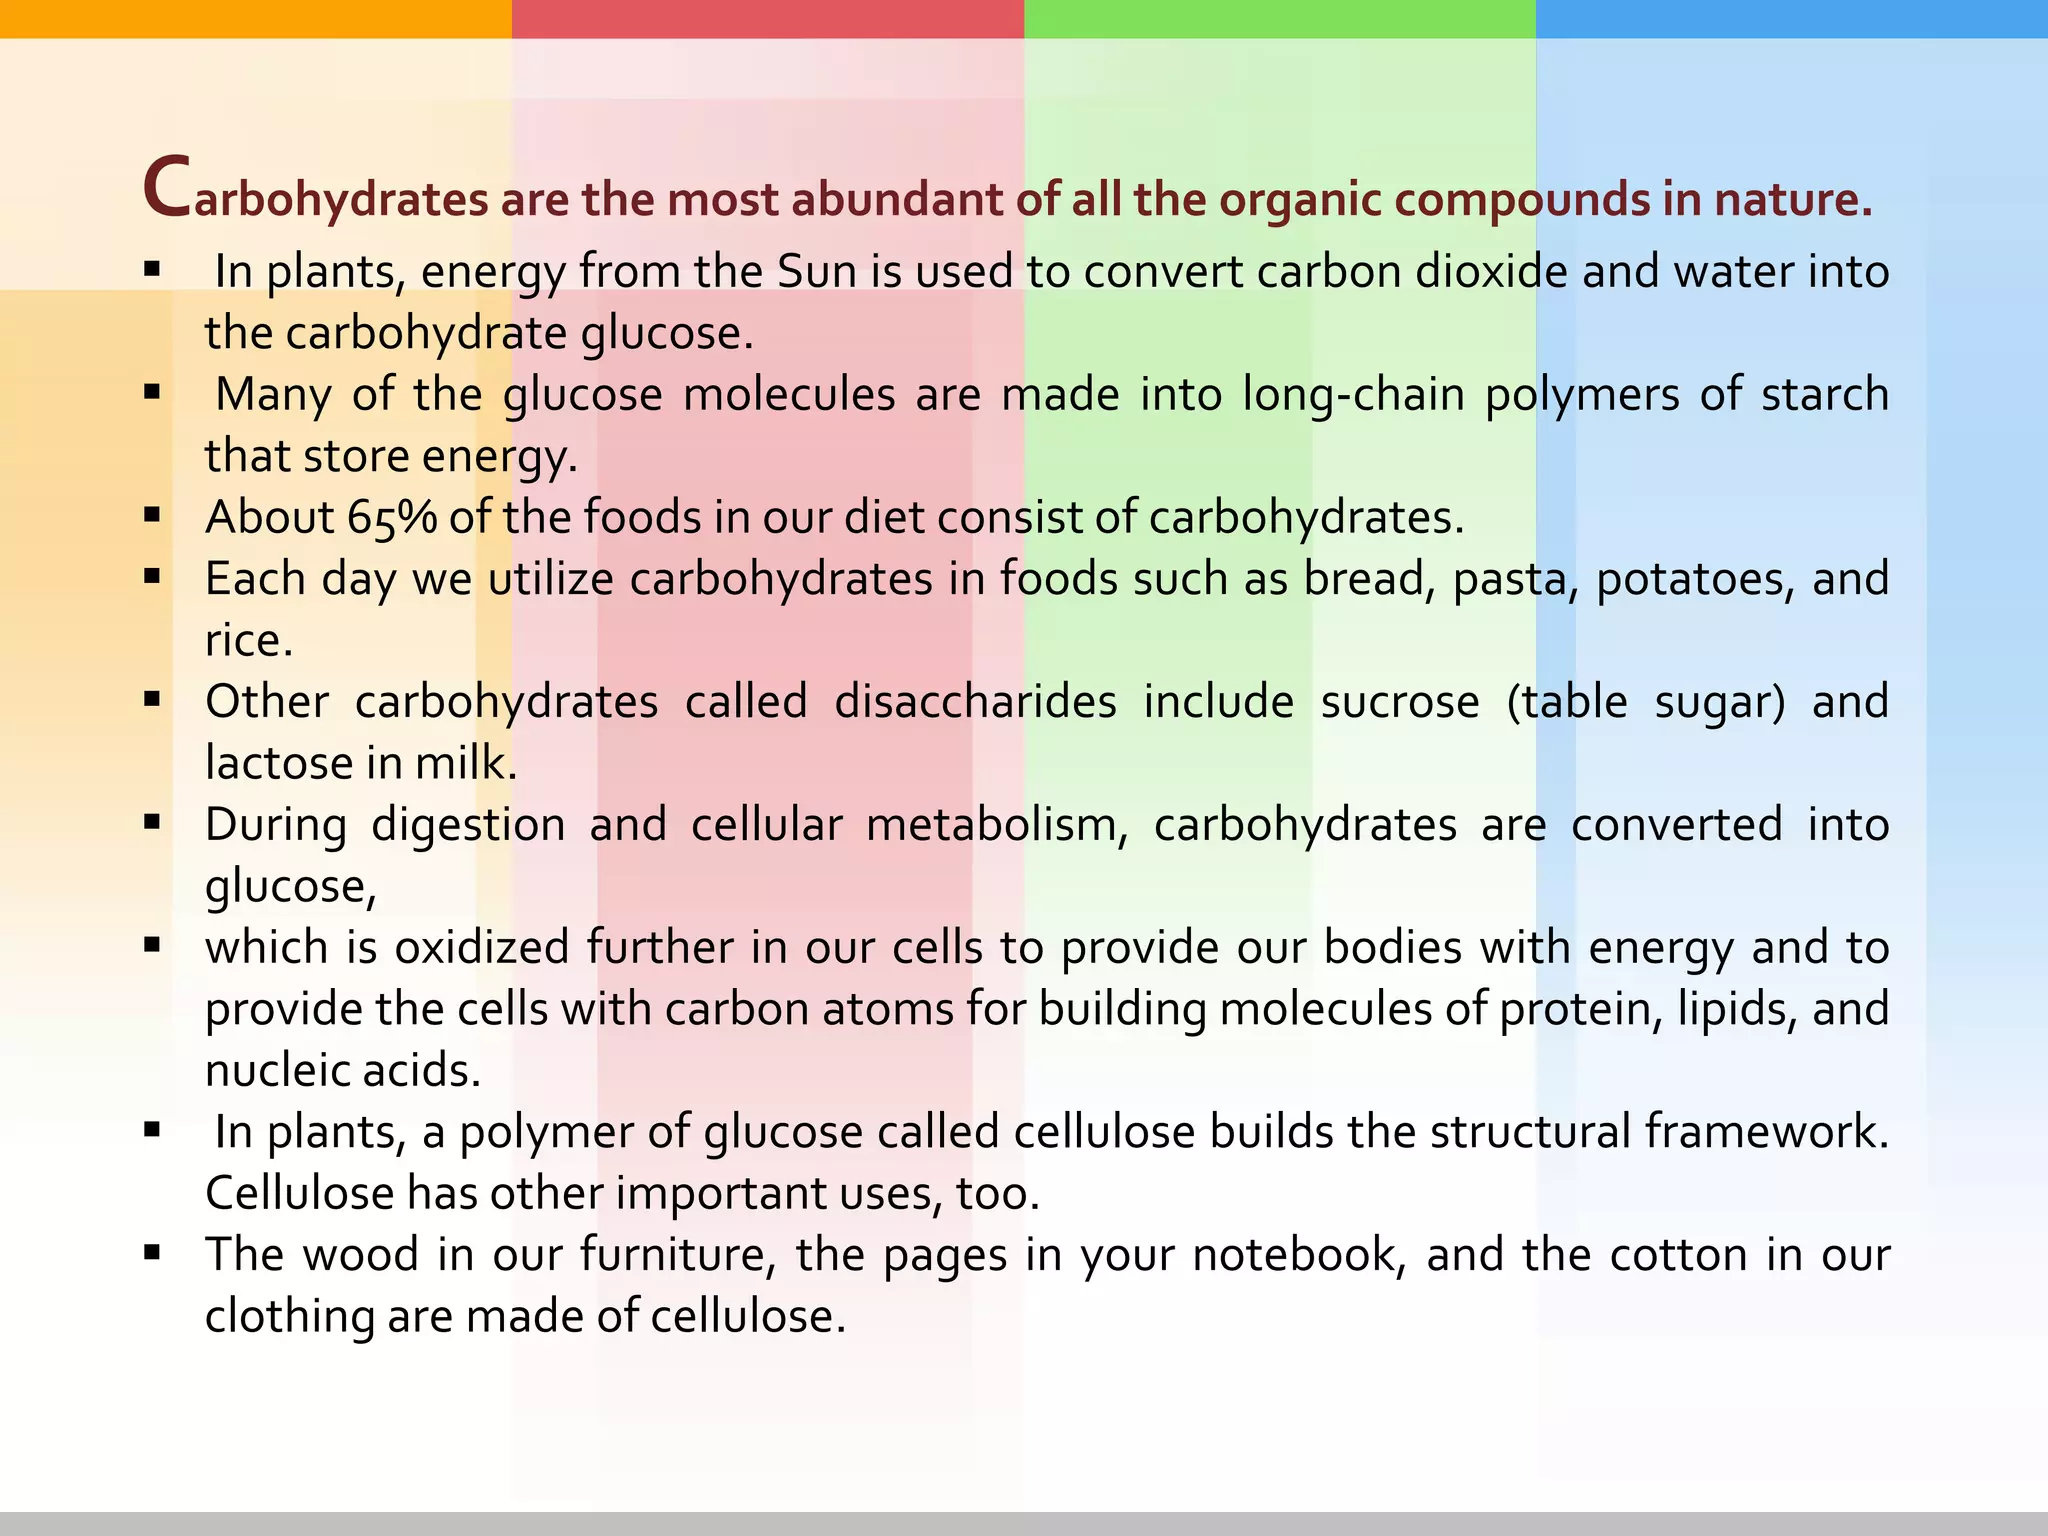 Carbohydrates are the most abundant of all the organic compounds in nature.
▪ In plants, energy from the Sun is used to convert carbon dioxide and water into
the carbohydrate glucose.
▪ Many of the glucose molecules are made into long-chain polymers of starch
that store energy.
▪ About 65% of the foods in our diet consist of carbohydrates.
▪ Each day we utilize carbohydrates in foods such as bread, pasta, potatoes, and
rice.
▪ Other carbohydrates called disaccharides include sucrose (table sugar) and
lactose in milk.
▪ During digestion and cellular metabolism, carbohydrates are converted into
glucose,
▪ which is oxidized further in our cells to provide our bodies with energy and to
provide the cells with carbon atoms for building molecules of protein, lipids, and
nucleic acids.
▪ In plants, a polymer of glucose called cellulose builds the structural framework.
Cellulose has other important uses, too.
▪ The wood in our furniture, the pages in your notebook, and the cotton in our
clothing are made of cellulose.